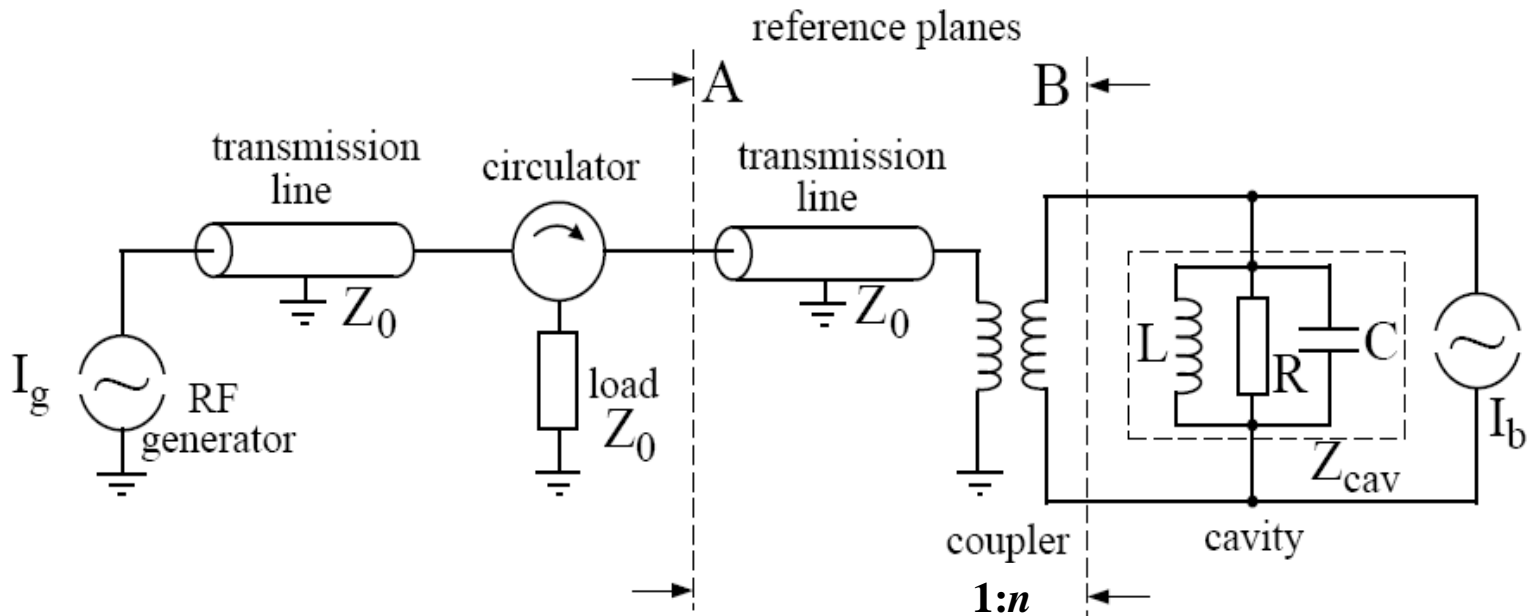 reference planes
A
B
transmission
line
circulator
transmission
line
Z0
Z0
Ig
RF
generator
load
Z0
L
R
C
Ib
Zcav
coupler
cavity
1:n